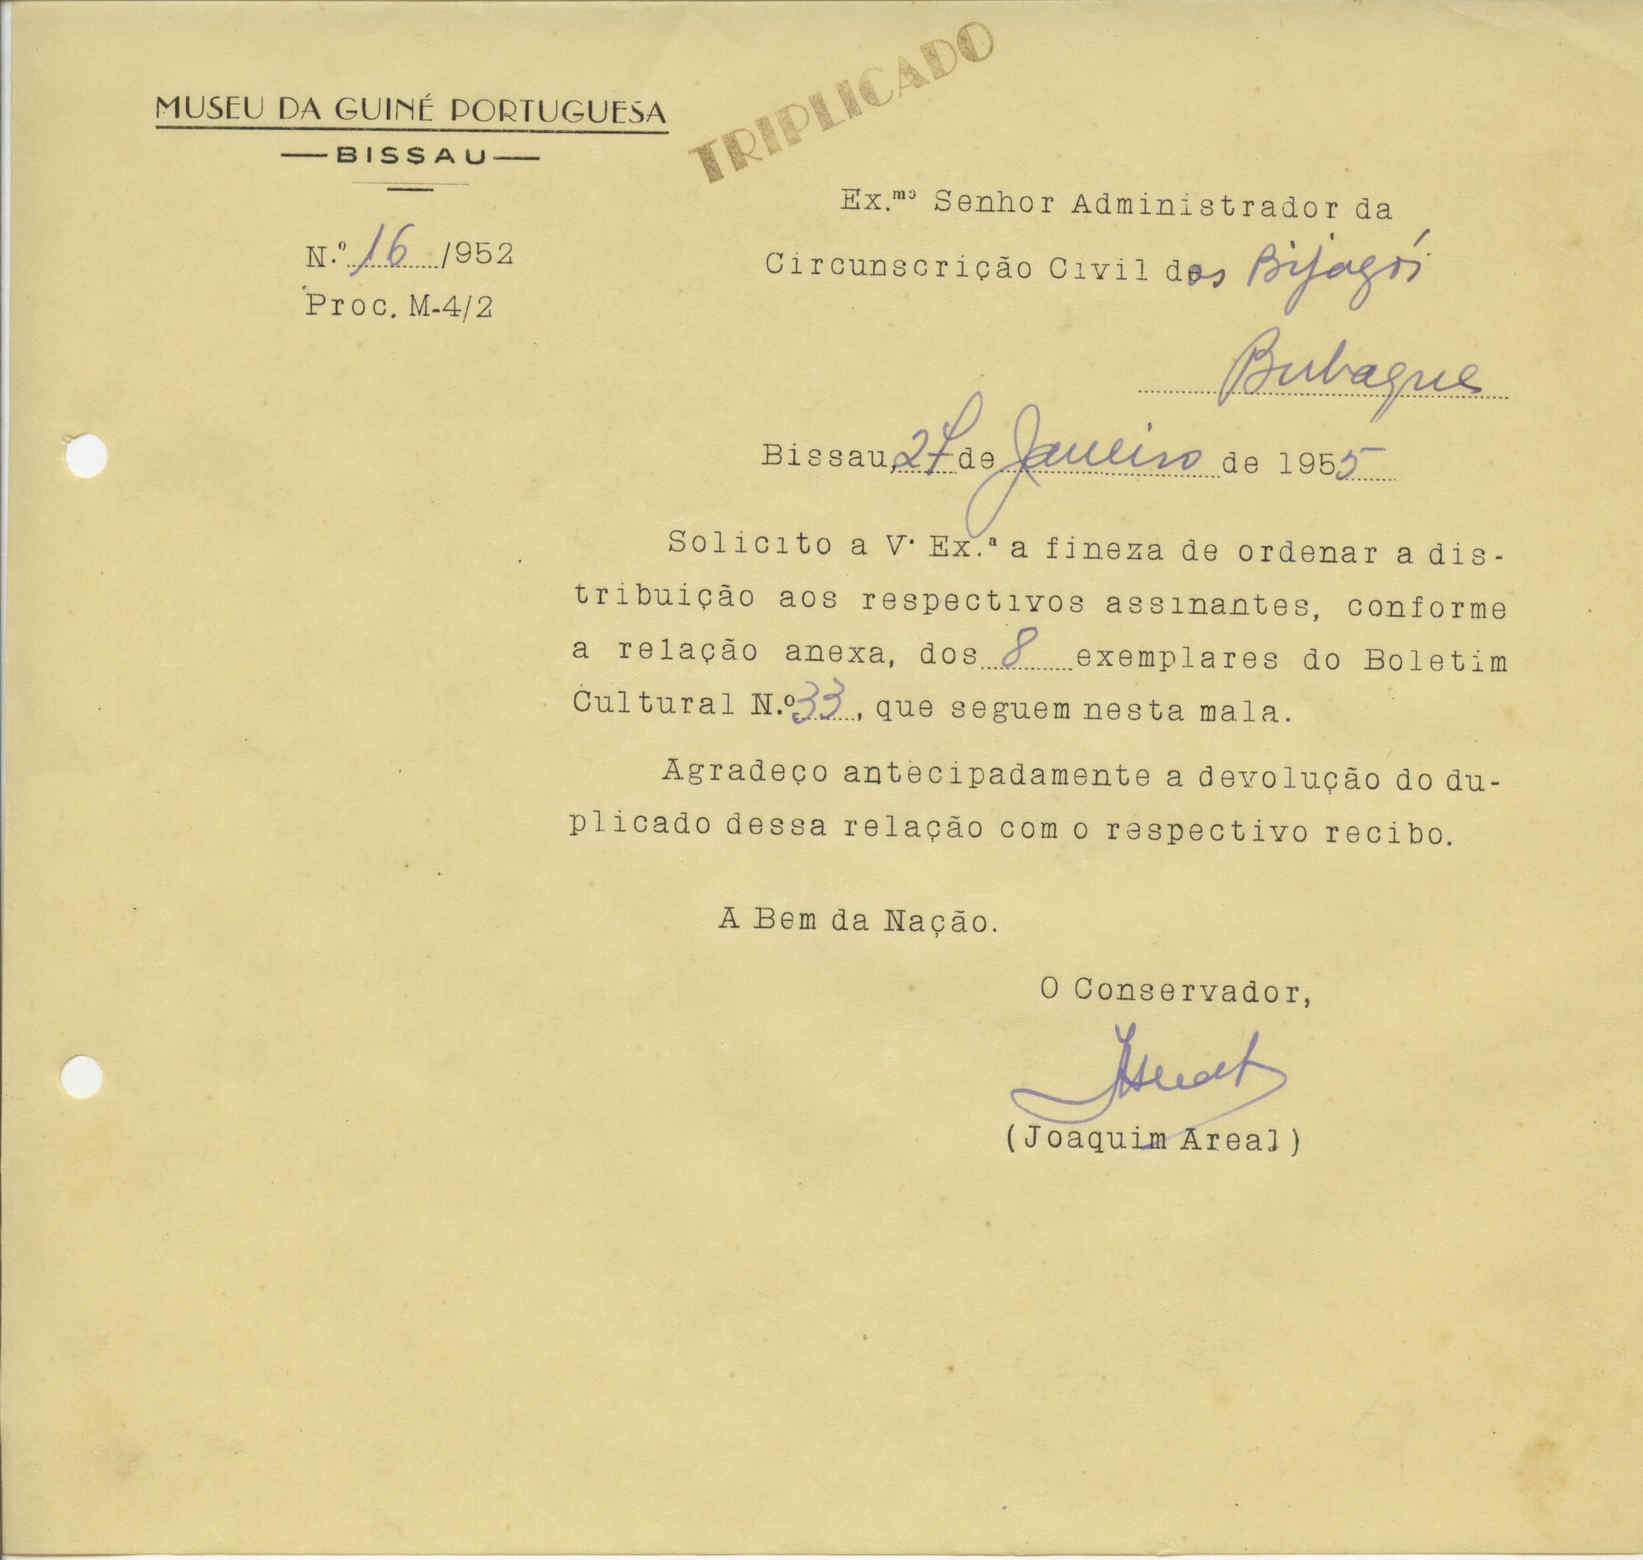 TRIPLICADO
MUSEU DA GUINÉ PORTUGUESA
BISSAU
N.º 16 /952
Proc. M-4/2
Ex.mo Senhor Administrador da
Circunscrição Civil dos Bijagós
Bubaque
Bissau, 27 de Janeiro de 1955
Solicito a V. Ex.ª a fineza de ordenar a dis-
tribuição aos respectivos assinantes, conforme
a relação anexa, dos 8 exemplares do Boletim
Cultural N.º 33, que seguem nesta mala.
Agradeço antecipadamente a devolução do du-
plicado dessa relação com o respectivo recibo.
A Bem da Nação.
O Conservador,
(Joaquim Areal)